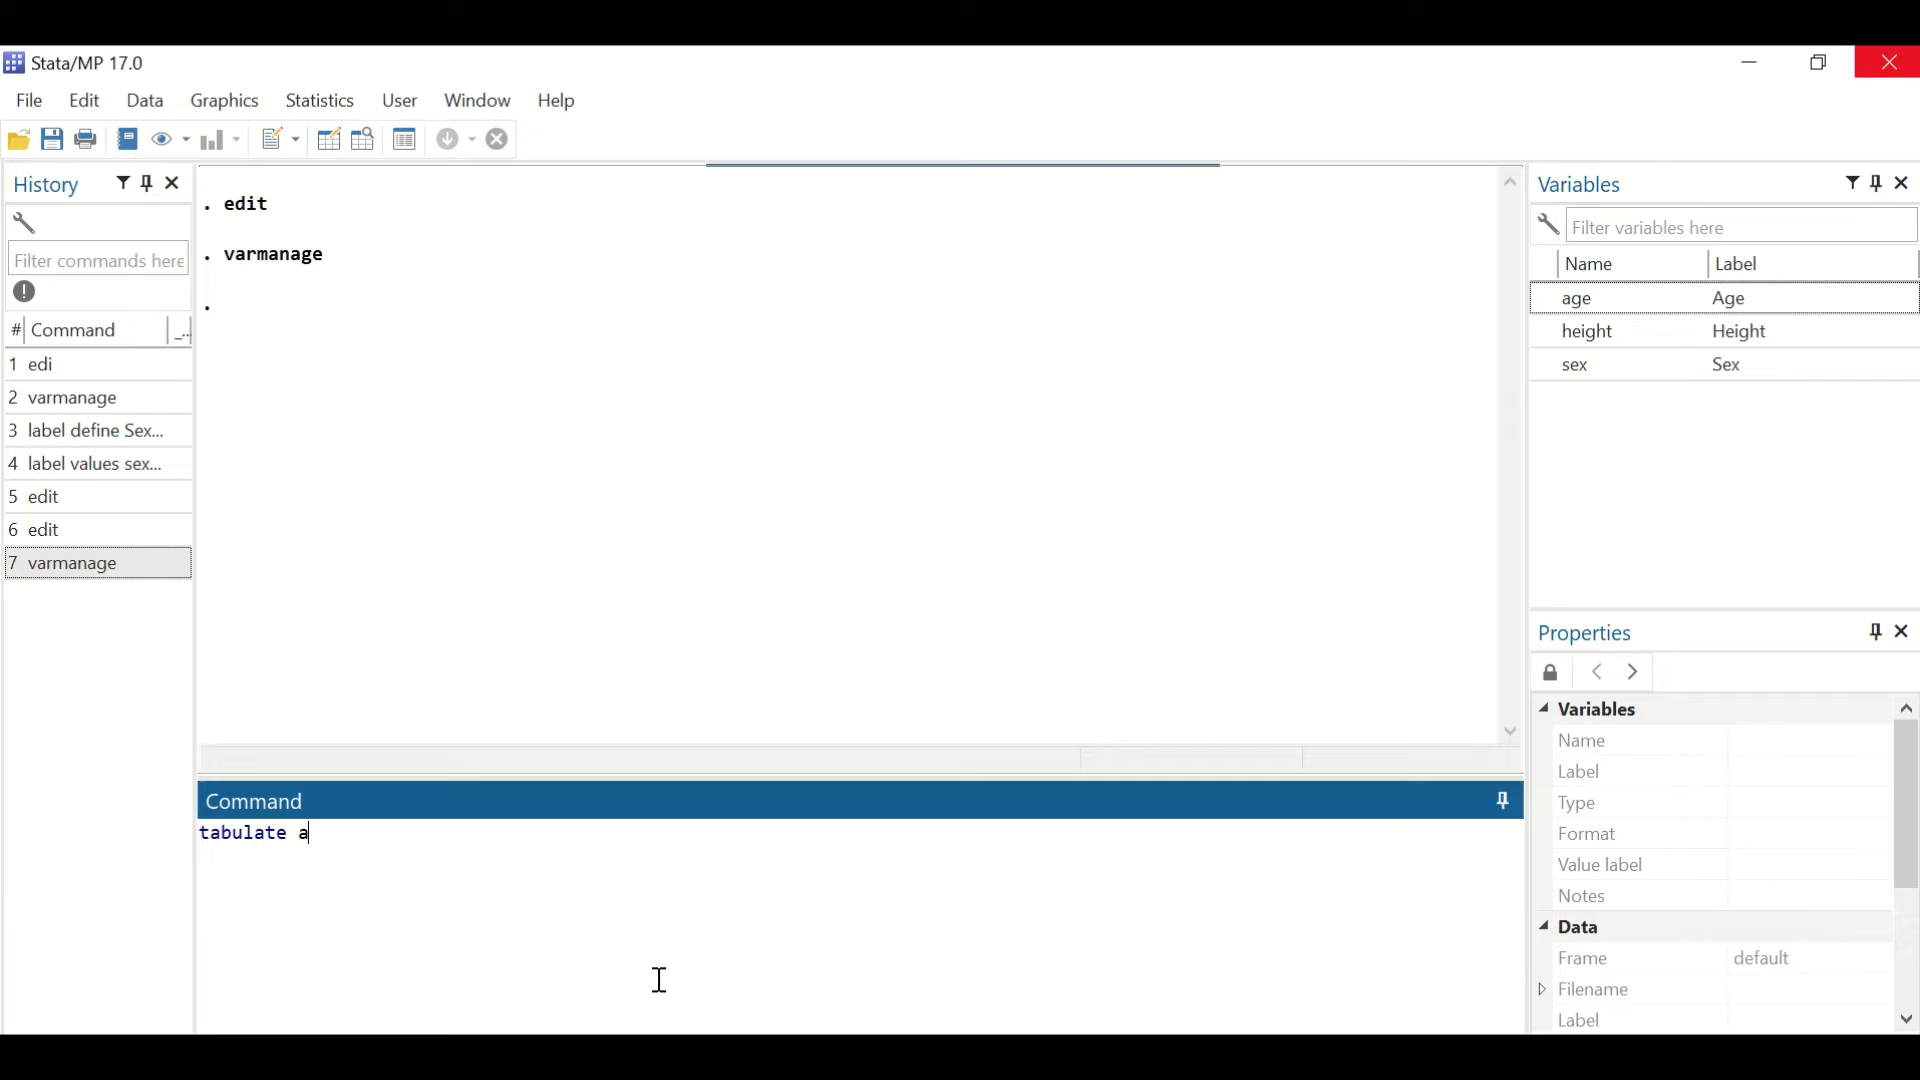 Stata/MP 17.0
File Edit Data Graphics Statistics User Window Help
History
Filter commands here
# Command _...
1 edi
2 varmanage
3 label define Sex...
4 label values sex...
5 edit
6 edit
7 varmanage
. edit
. varmanage
.
Command
tabulate a
Variables
Filter variables here
Name Label
age Age
height Height
sex Sex
Properties
Variables
Name
Label
Type
Format
Value label
Notes
Data
Frame default
Filename
Label